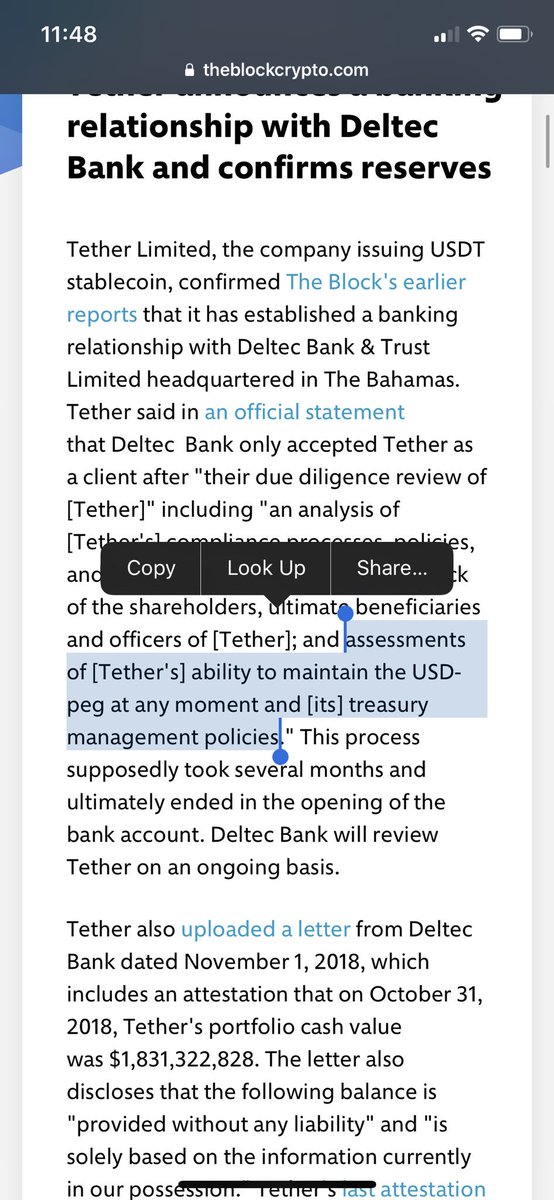 11:48
theblockcrypto.com
Tether announces a banking
relationship with Deltec
Bank and confirms reserves
Tether Limited, the company issuing USDT
stablecoin, confirmed The Block's earlier
reports that it has established a banking
relationship with Deltec Bank & Trust
Limited headquartered in The Bahamas.
Tether said in an official statement
that Deltec Bank only accepted Tether as
a client after "their due diligence review of
[Tether]" including "an analysis of
[Tether's] compliance processes, policies,
and
Copy Look Up Share...
of the shareholders, ultimate beneficiaries
and officers of [Tether]; and assessments
of [Tether's] ability to maintain the USD-
peg at any moment and [its] treasury
management policies." This process
supposedly took several months and
ultimately ended in the opening of the
bank account. Deltec Bank will review
Tether on an ongoing basis.
Tether also uploaded a letter from Deltec
Bank dated November 1, 2018, which
includes an attestation that on October 31,
2018, Tether's portfolio cash value
was $1,831,322,828. The letter also
discloses that the following balance is
"provided without any liability" and "is
solely based on the information currently
in our possession." Tether's last attestation